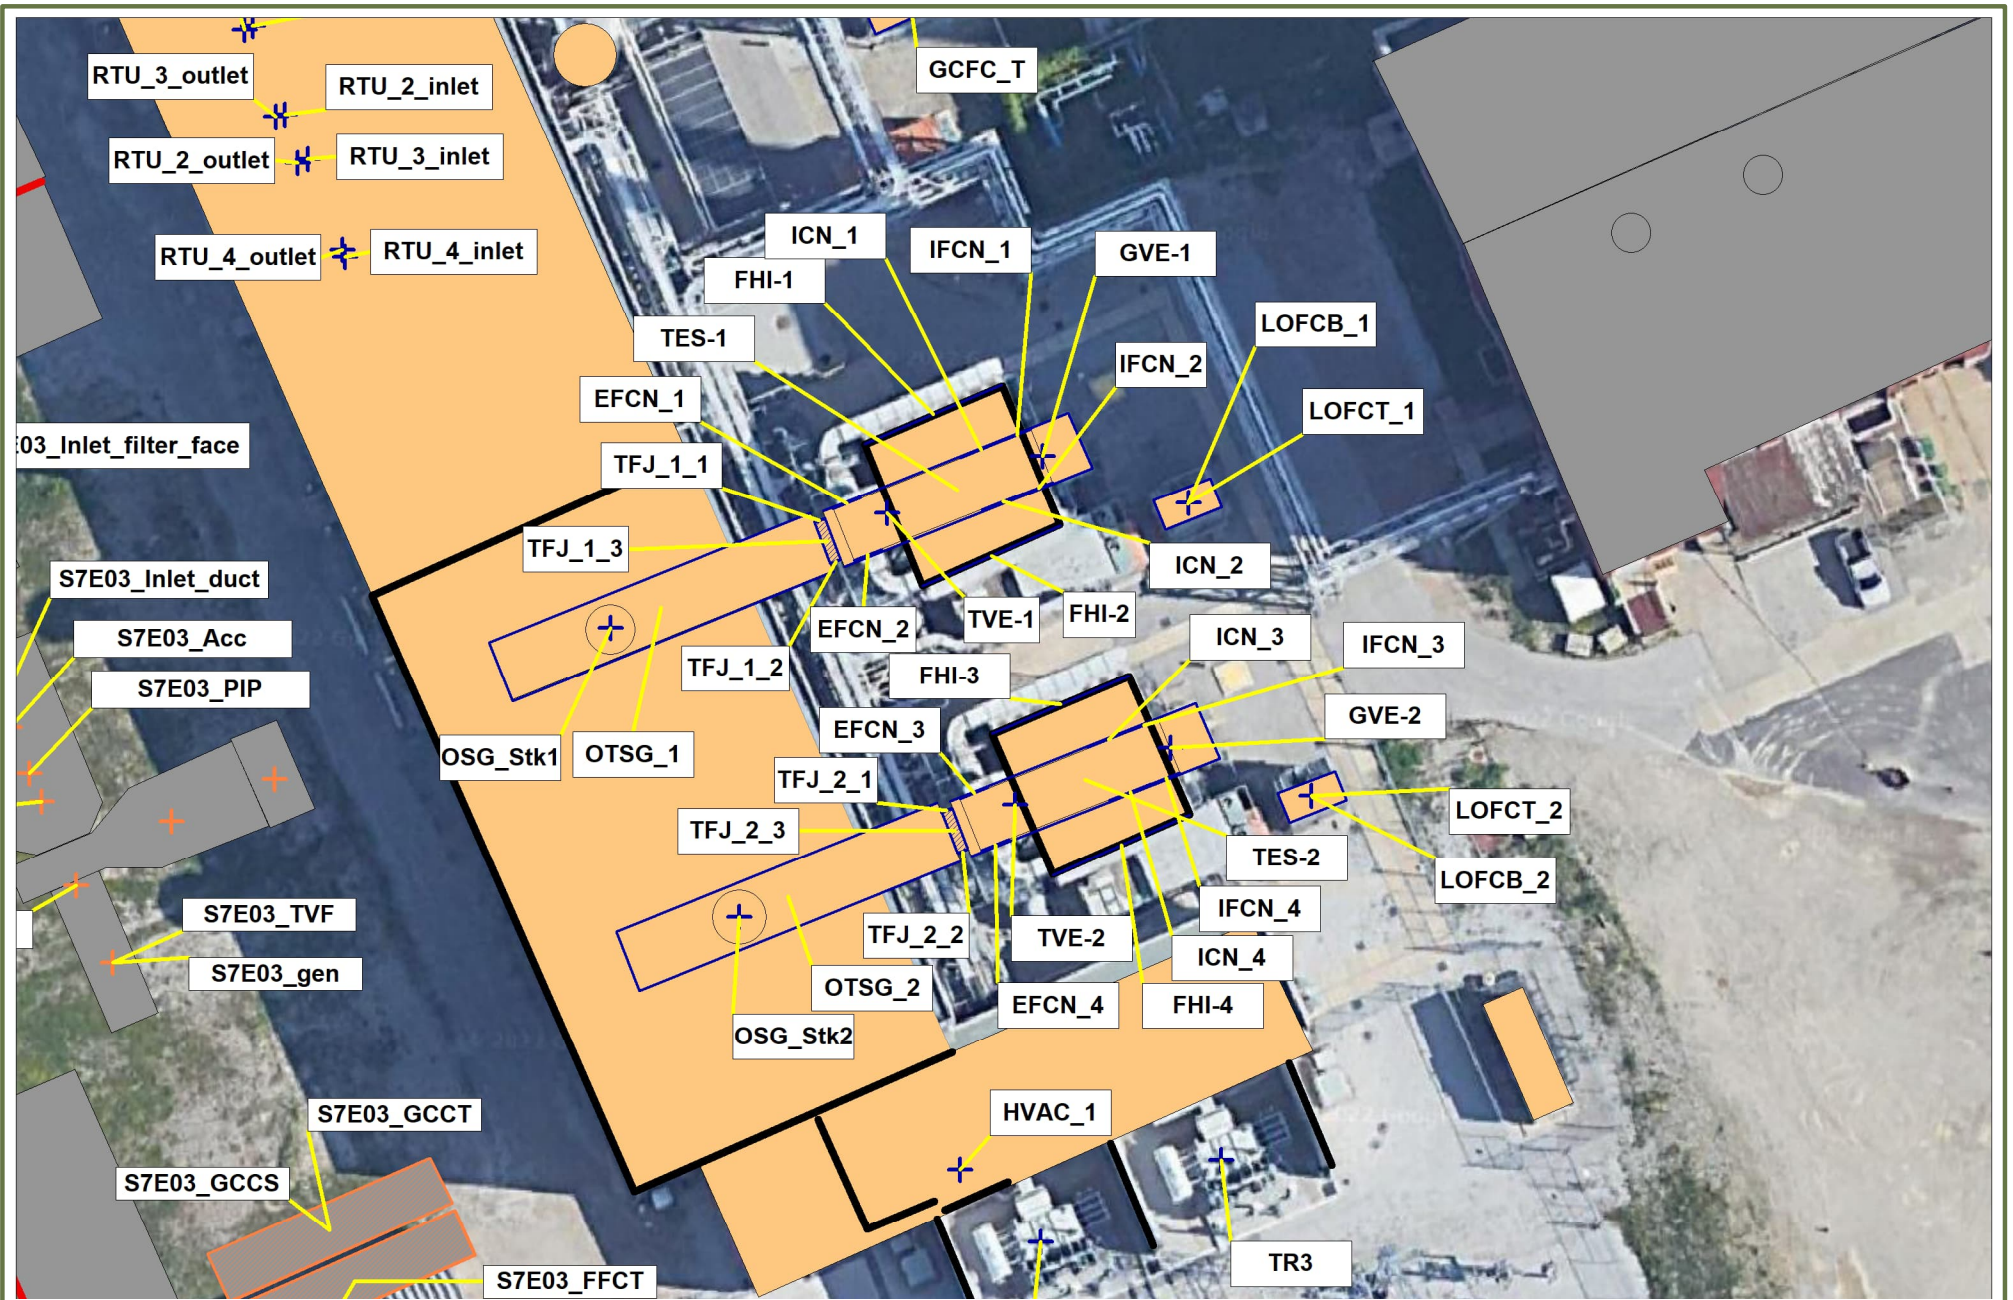 GCFC_T
RTU_3_outlet
RTU_2_inlet
RTU_2_outlet
RTU_3_inlet
RTU_4_outlet
RTU_4_inlet
ICN_1
IFCN_1
GVE-1
FHI-1
LOFCB_1
TES-1
IFCN_2
EFCN_1
LOFCT_1
03_Inlet_filter_face
TFJ_1_1
TFJ_1_3
ICN_2
S7E03_Inlet_duct
EFCN_2
TVE-1
FHI-2
S7E03_Acc
ICN_3
IFCN_3
TFJ_1_2
FHI-3
S7E03_PIP
GVE-2
EFCN_3
OSG_Stk1
OTSG_1
TFJ_2_1
LOFCT_2
TFJ_2_3
TES-2
LOFCB_2
S7E03_TVF
IFCN_4
TFJ_2_2
TVE-2
ICN_4
S7E03_gen
OTSG_2
EFCN_4
FHI-4
OSG_Stk2
S7E03_GCCT
HVAC_1
S7E03_GCCS
TR3
S7E03_FFCT